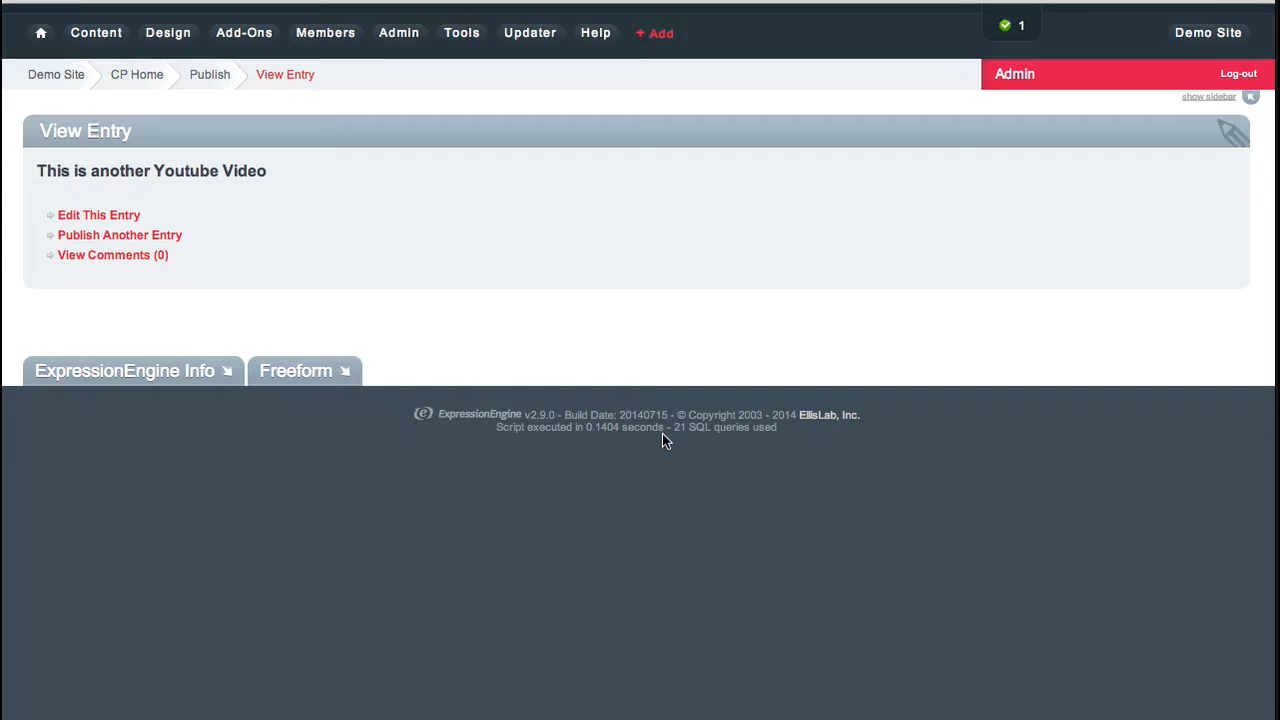 Content Design Add-Ons Members Admin Tools Updater Help + Add 1 Demo Site
Demo Site CP Home Publish View Entry Admin Log-out
show sidebar
View Entry
This is another Youtube Video
Edit This Entry
Publish Another Entry
View Comments (0)
ExpressionEngine Info Freeform
ExpressionEngine v2.9.0 - Build Date: 20140715 - © Copyright 2003 - 2014 EllisLab, Inc.
Script executed in 0.1404 seconds - 21 SQL queries used